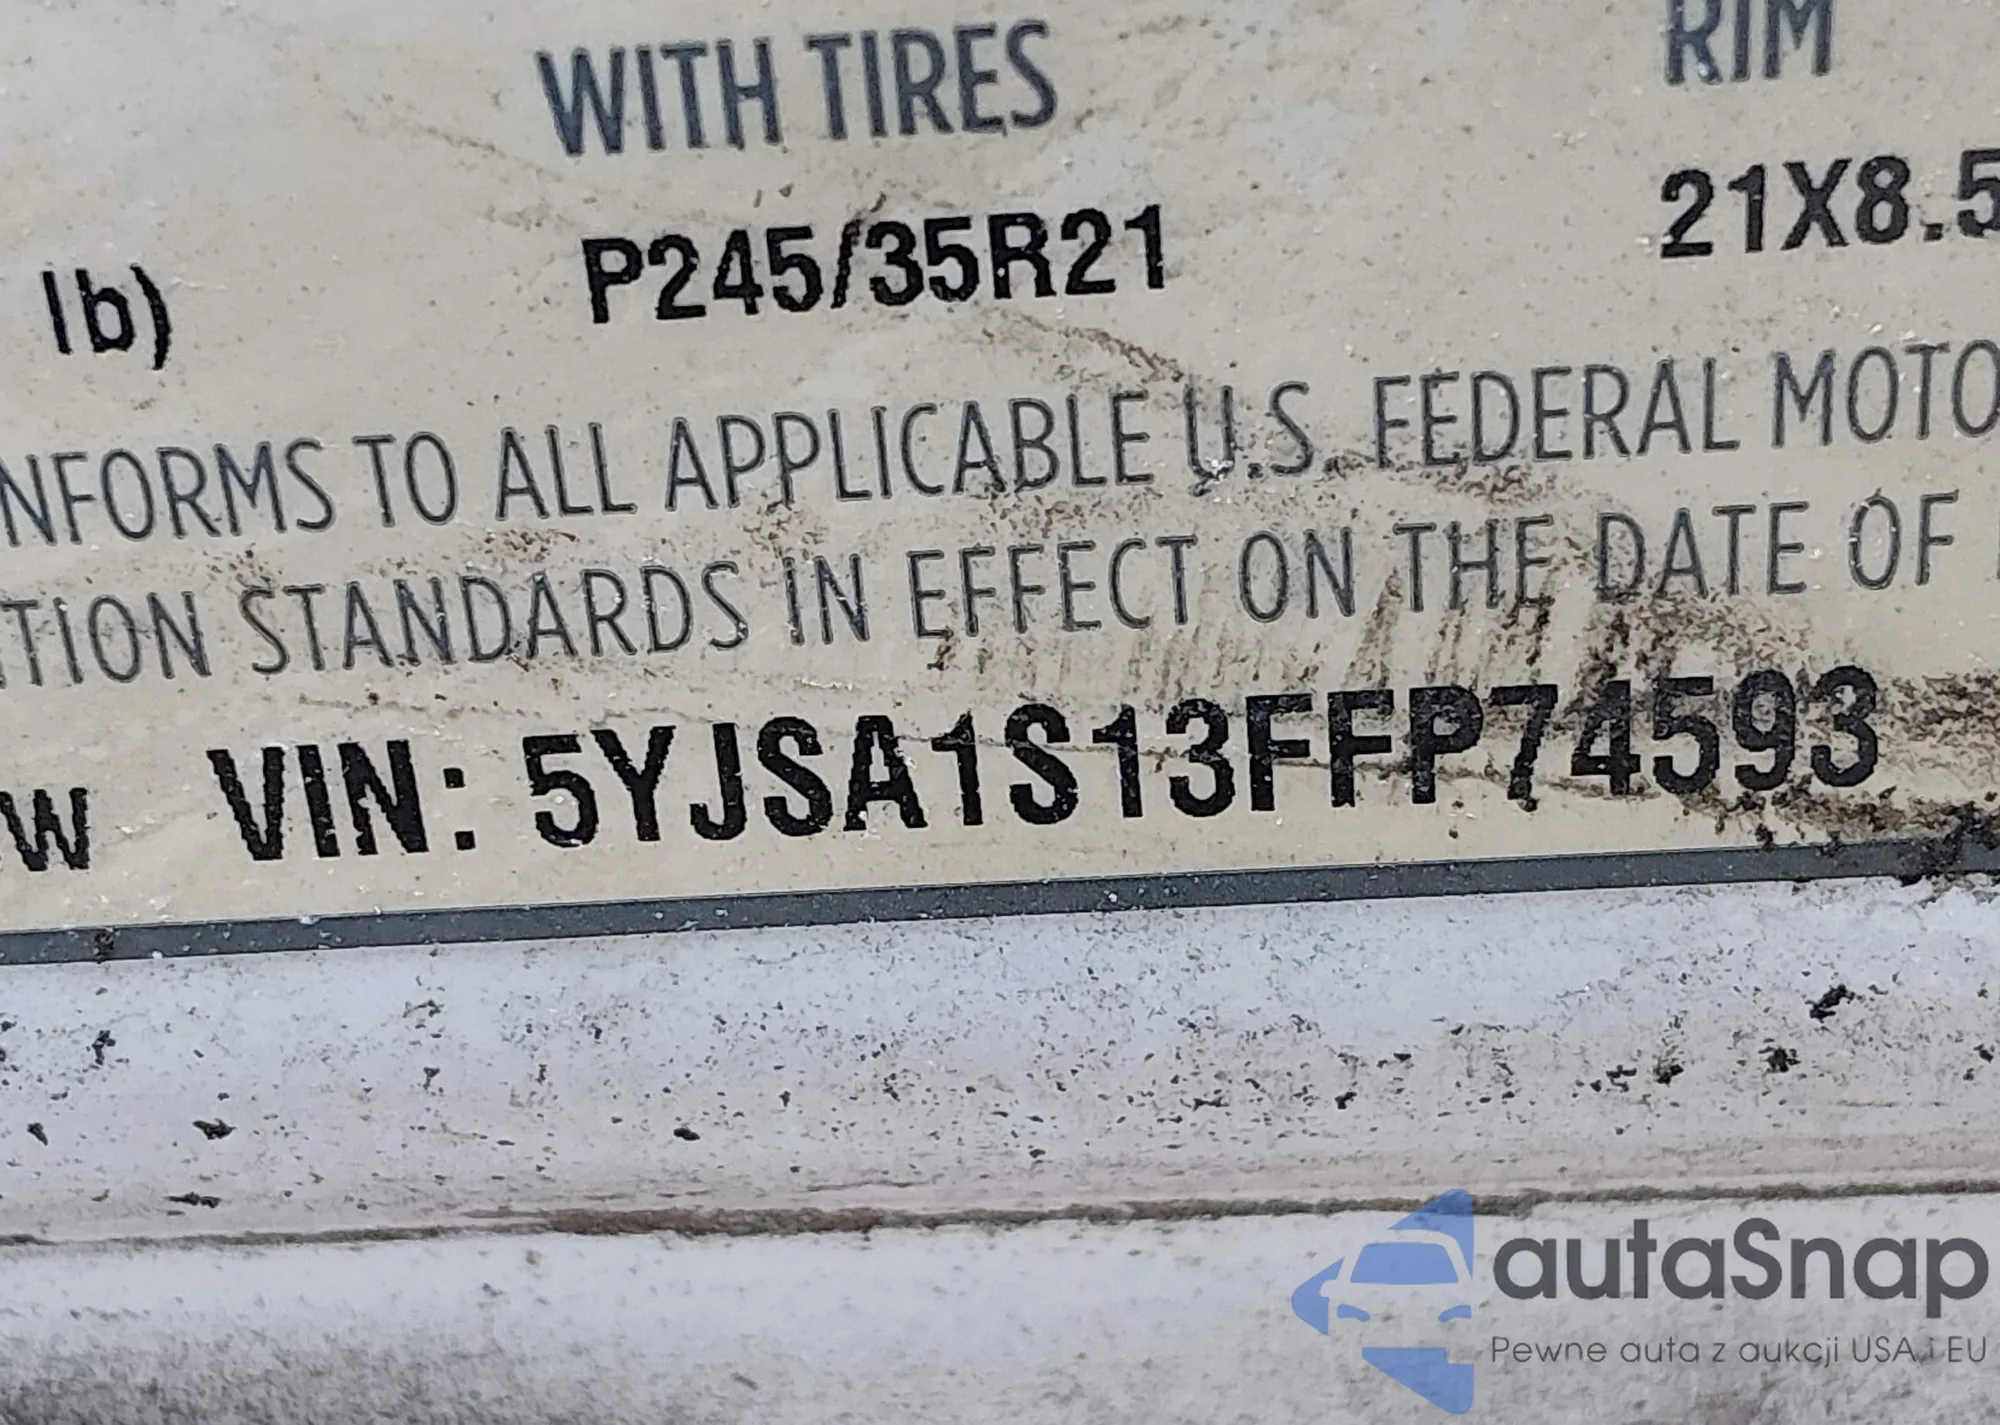 WITH TIRES
RIM
P245/35R21
21X8.5
lb)
NFORMS TO ALL APPLICABLE U.S. FEDERAL MOTO
TION STANDARDS IN EFFECT ON THE DATE OF
W VIN: 5YJSA1S13FFP74593
autaSnap
Pewne auta z aukcji USA i EU